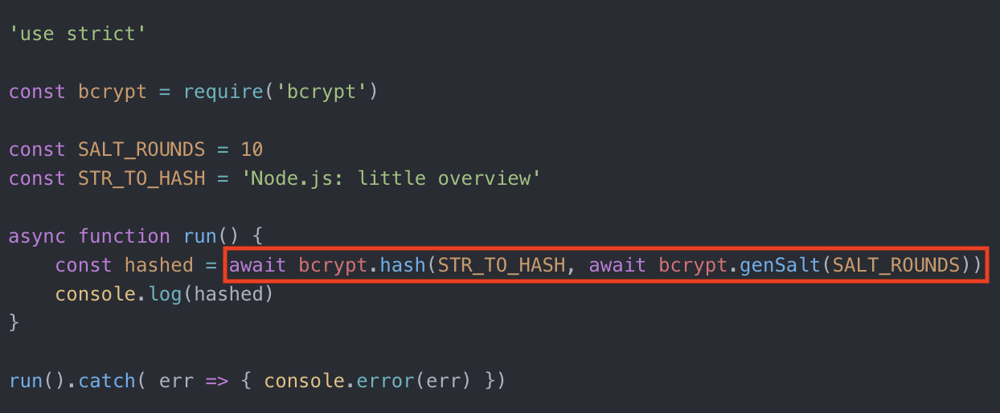 'use strict'
const bcrypt = require('bcrypt')
const SALT_ROUNDS = 10
const STR_TO_HASH = 'Node.js: little overview'
async function run() {
    const hashed = await bcrypt.hash(STR_TO_HASH, await bcrypt.genSalt(SALT_ROUNDS))
    console.log(hashed)
}
run().catch( err => { console.error(err) })